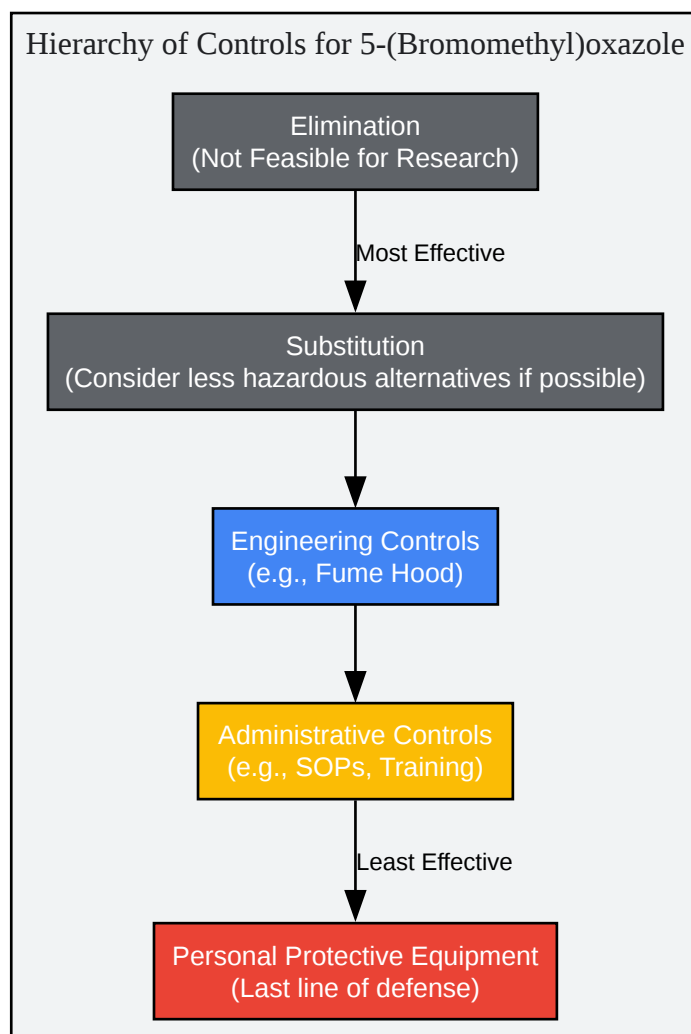 Hierarchy of Controls for 5-(Bromomethyl)oxazole
Elimination
(Not Feasible for Research)
Most Effective
Substitution
(Consider less hazardous alternatives if possible)
Engineering Controls
(e.g., Fume Hood)
Administrative Controls
(e.g., SOPs, Training)
Least Effective
Personal Protective Equipment
(Last line of defense)